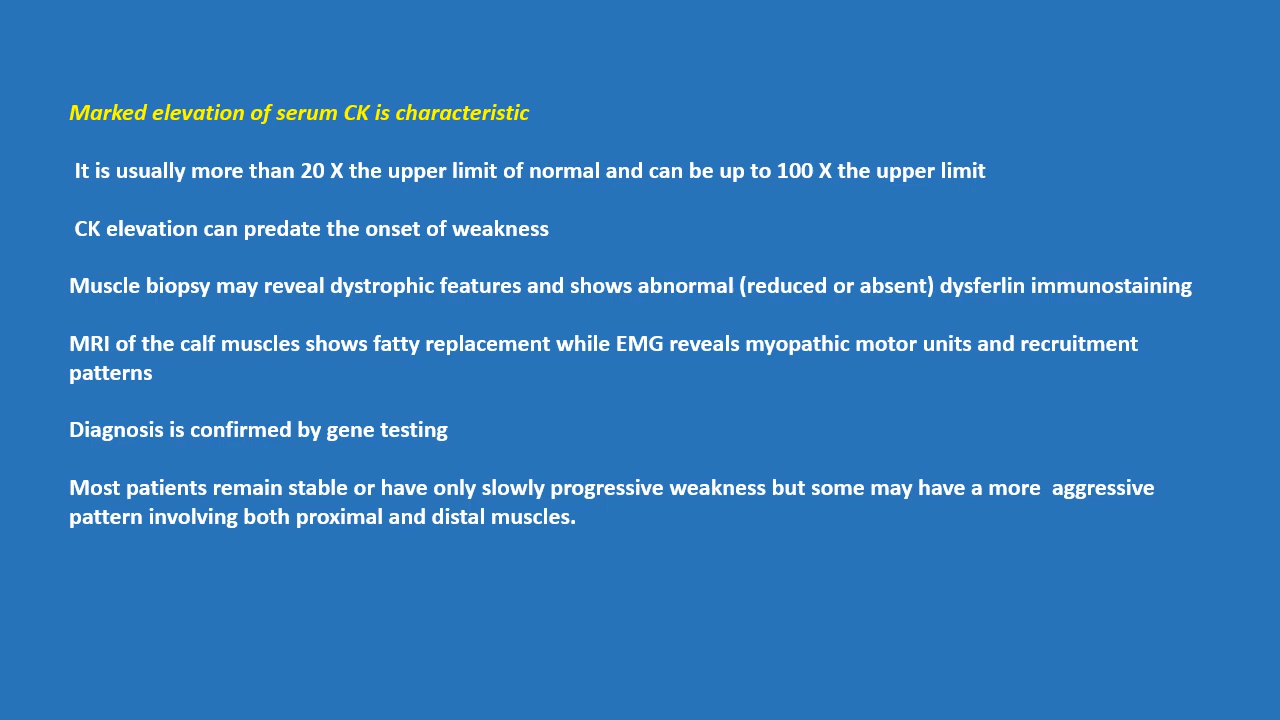 Marked elevation of serum CK is characteristic
It is usually more than 20 X the upper limit of normal and can be up to 100 X the upper limit
CK elevation can predate the onset of weakness
Muscle biopsy may reveal dystrophic features and shows abnormal (reduced or absent) dysferlin immunostaining
MRI of the calf muscles shows fatty replacement while EMG reveals myopathic motor units and recruitment
patterns
Diagnosis is confirmed by gene testing
Most patients remain stable or have only slowly progressive weakness but some may have a more  aggressive
pattern involving both proximal and distal muscles.